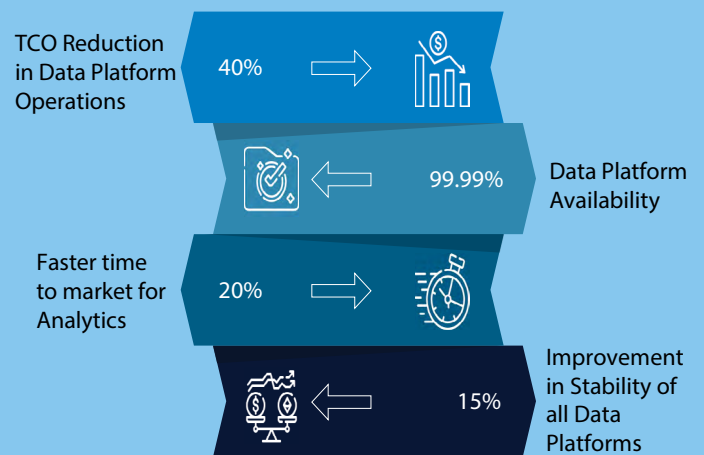 TCO Reduction
in Data Platform
Operations
40%
99.99%
Data Platform
Availability
Faster time
to market for
Analytics
20%
15%
Improvement
in Stability of
all Data
Platforms